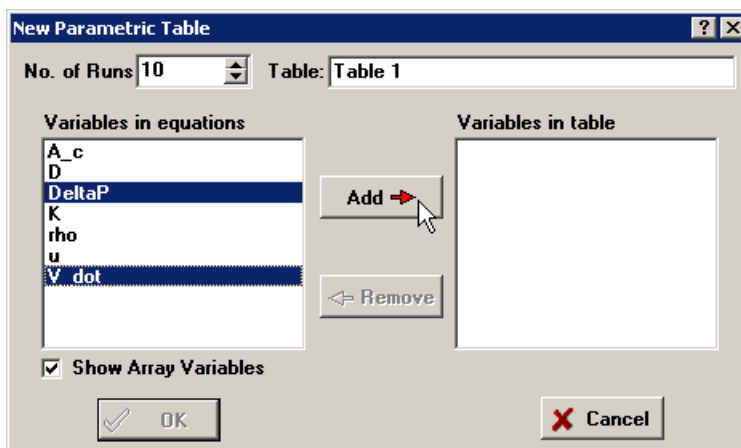 New Parametric Table
No. of Runs 10 Table: Table 1
Variables in equations Variables in table
A_c
D
DeltaP
K
rho
u
V_dot
Add
Remove
Show Array Variables
OK Cancel